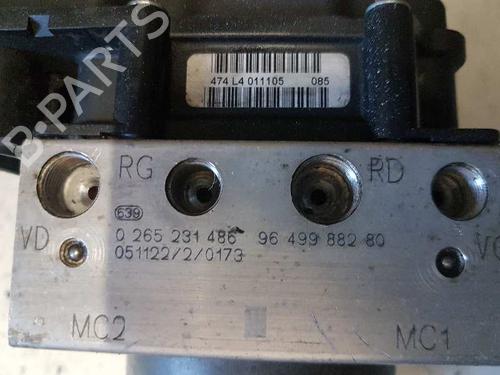 B-PARTS
474 L4 011105 085
RG RD
639
0 265 231 486 96 499 882 80
VD
051122/2/0173
MC2 MC1